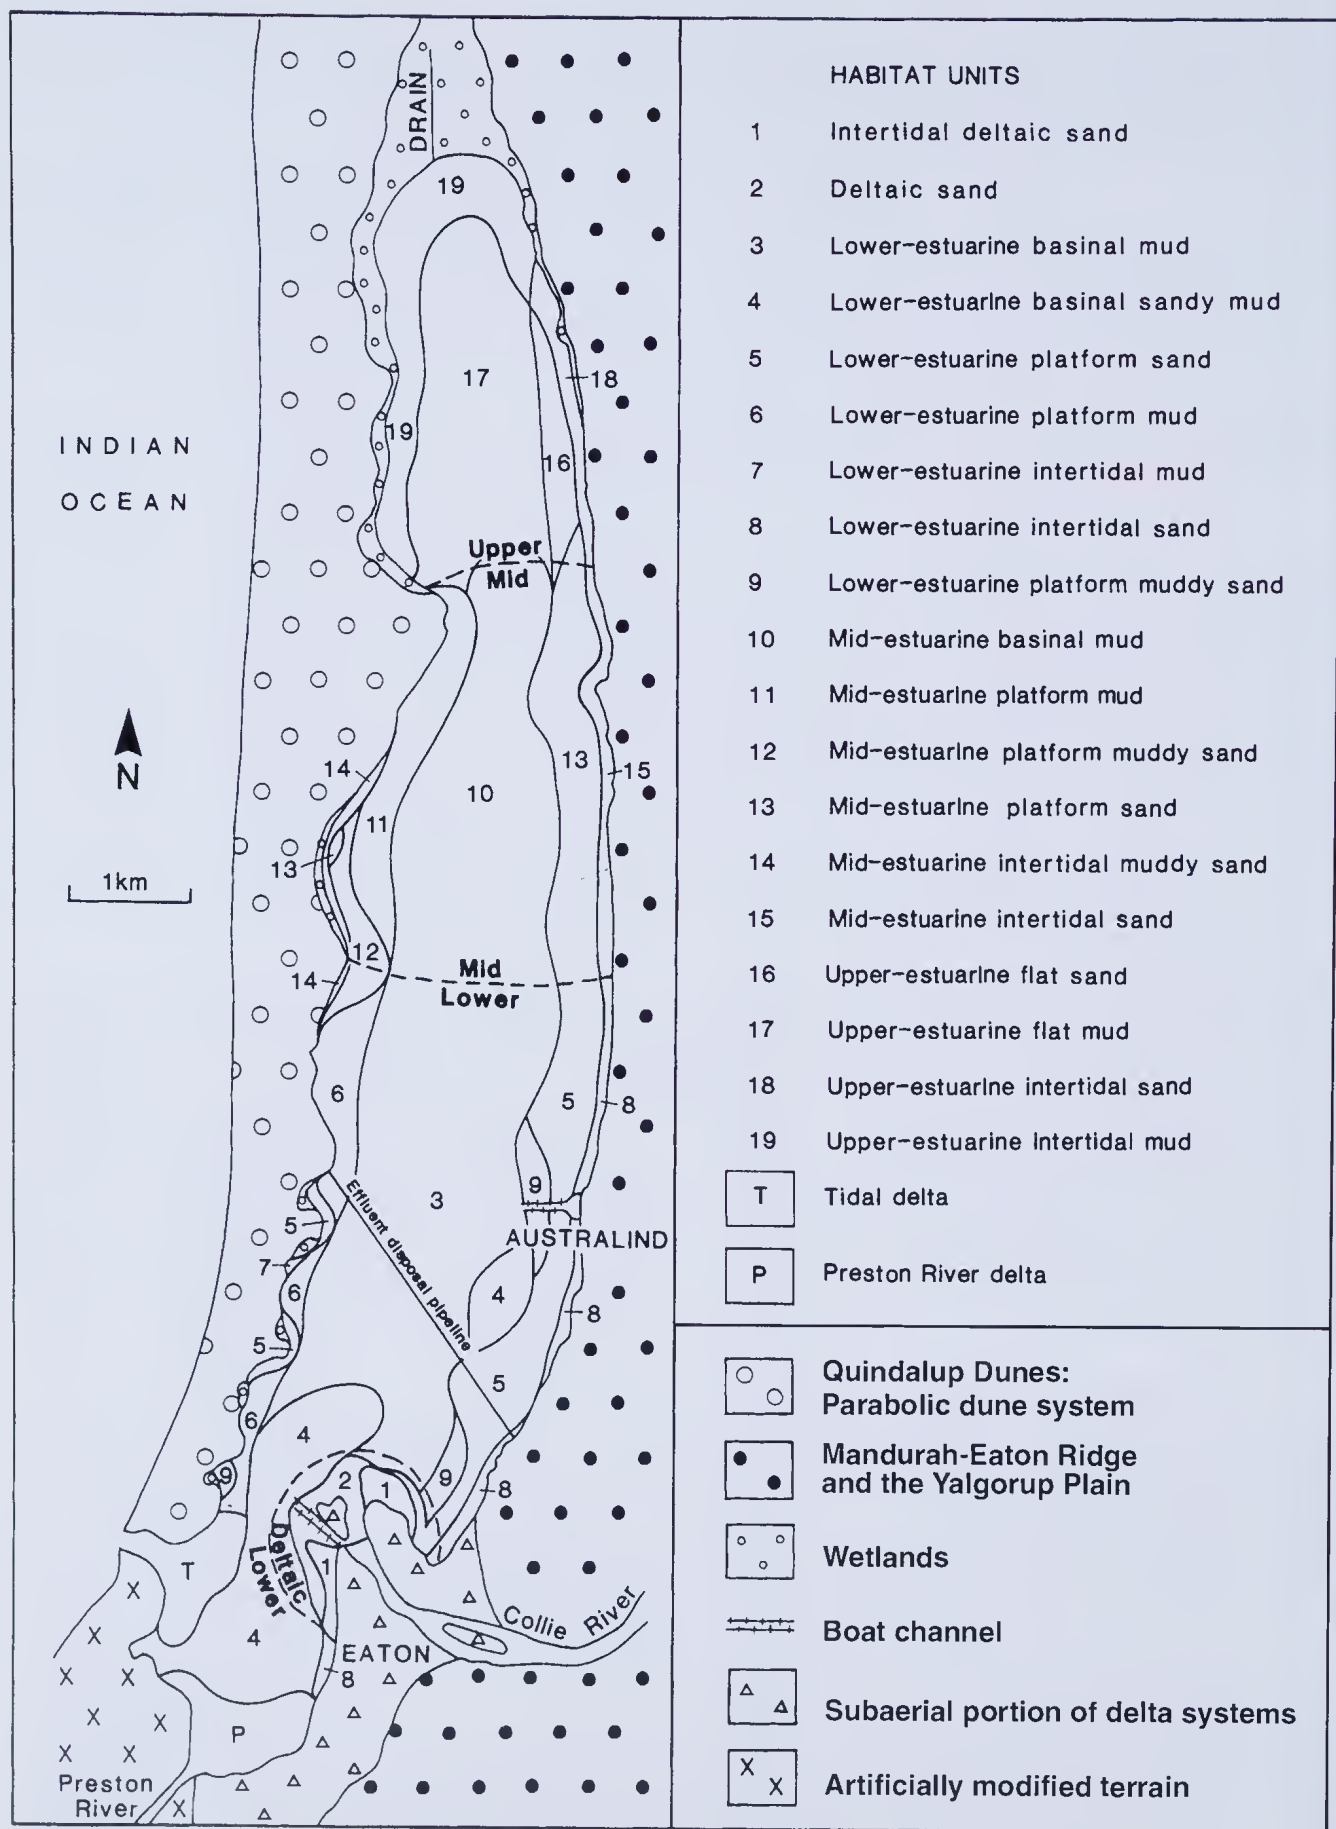 DRAIN
19
17
18
19
16
INDIAN
OCEAN
Upper
Mid
N
1km
14
13
15
10
11
13
12
14
Mid
Lower
6
5
8
3
9
Effluent disposal pipeline
AUSTRALIND
5
7
6
4
8
5
5
6
4
9
2
1
9
8
Deltaic
Lower
T
1
4
8
EATON
Collie River
P
Preston
River
HABITAT UNITS
1 Intertidal deltaic sand
2 Deltaic sand
3 Lower-estuarine basinal mud
4 Lower-estuarine basinal sandy mud
5 Lower-estuarine platform sand
6 Lower-estuarine platform mud
7 Lower-estuarine intertidal mud
8 Lower-estuarine intertidal sand
9 Lower-estuarine platform muddy sand
10 Mid-estuarine basinal mud
11 Mid-estuarine platform mud
12 Mid-estuarine platform muddy sand
13 Mid-estuarine platform sand
14 Mid-estuarine intertidal muddy sand
15 Mid-estuarine intertidal sand
16 Upper-estuarine flat sand
17 Upper-estuarine flat mud
18 Upper-estuarine intertidal sand
19 Upper-estuarine intertidal mud
T Tidal delta
P Preston River delta
Quindalup Dunes:
Parabolic dune system
Mandurah-Eaton Ridge
and the Yalgorup Plain
Wetlands
Boat channel
Subaerial portion of delta systems
X X Artificially modified terrain